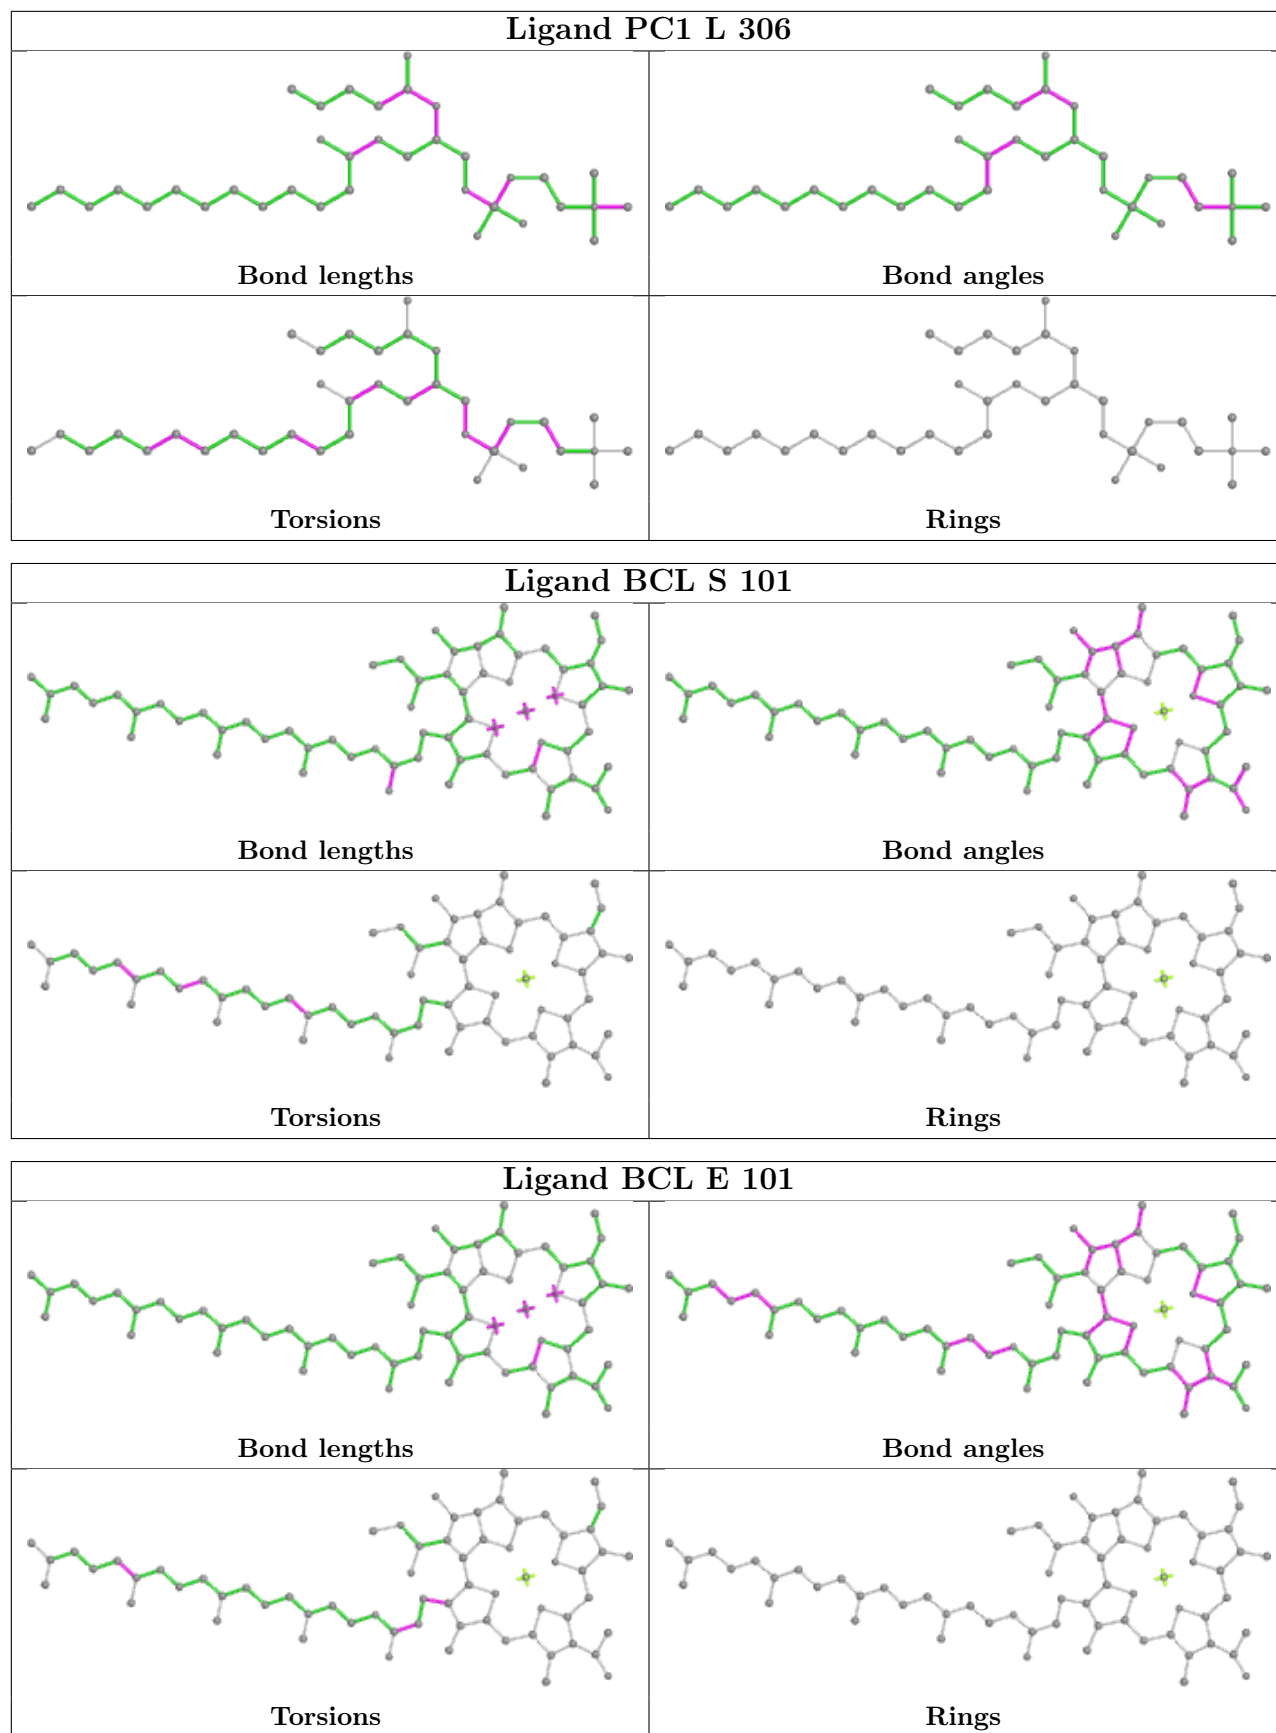 Ligand PC1 L 306
Bond lengths
Bond angles
Torsions
Rings
Ligand BCL S 101
Bond lengths
Bond angles
Torsions
Rings
Ligand BCL E 101
Bond lengths
Bond angles
Torsions
Rings